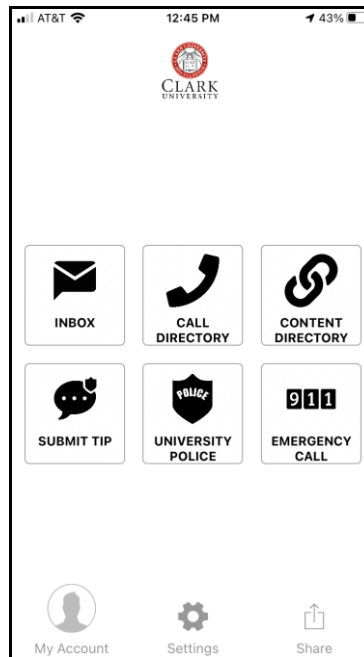 AT&T 12:45 PM 43%
CLARK
UNIVERSITY
INBOX
CALL
DIRECTORY
CONTENT
DIRECTORY
SUBMIT TIP
POLICE
UNIVERSITY
POLICE
911
EMERGENCY
CALL
My Account
Settings
Share